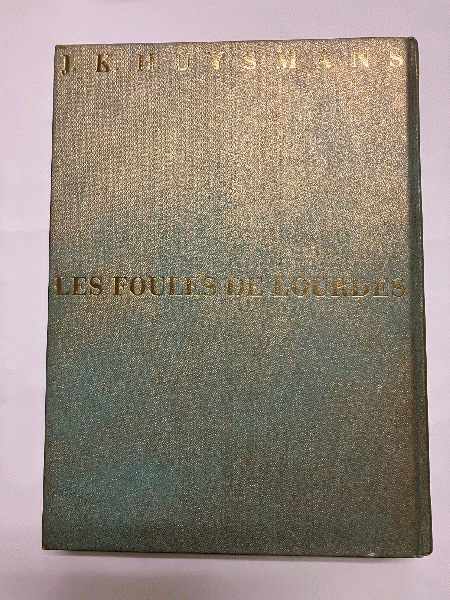 J. K. HUYSMANS
LES FOULES DE LOURDES